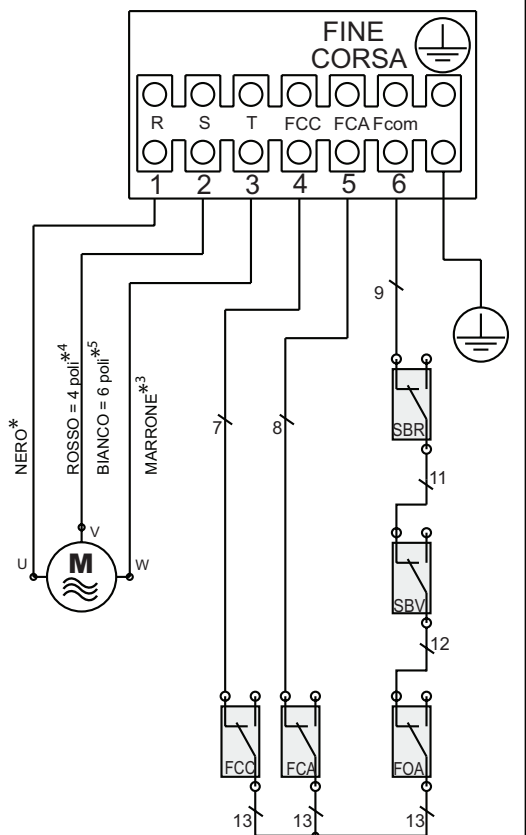 FINE
CORSA
R S T FCC FCA Fcom
1 2 3 4 5 6
9
NERO*
ROSSO = 4 poli*4
BIANCO = 6 poli*5
MARRONE*3
7
8
SBR
11
U
V
W
M
SBV
12
FCC
FCA
FOA
13
13
13